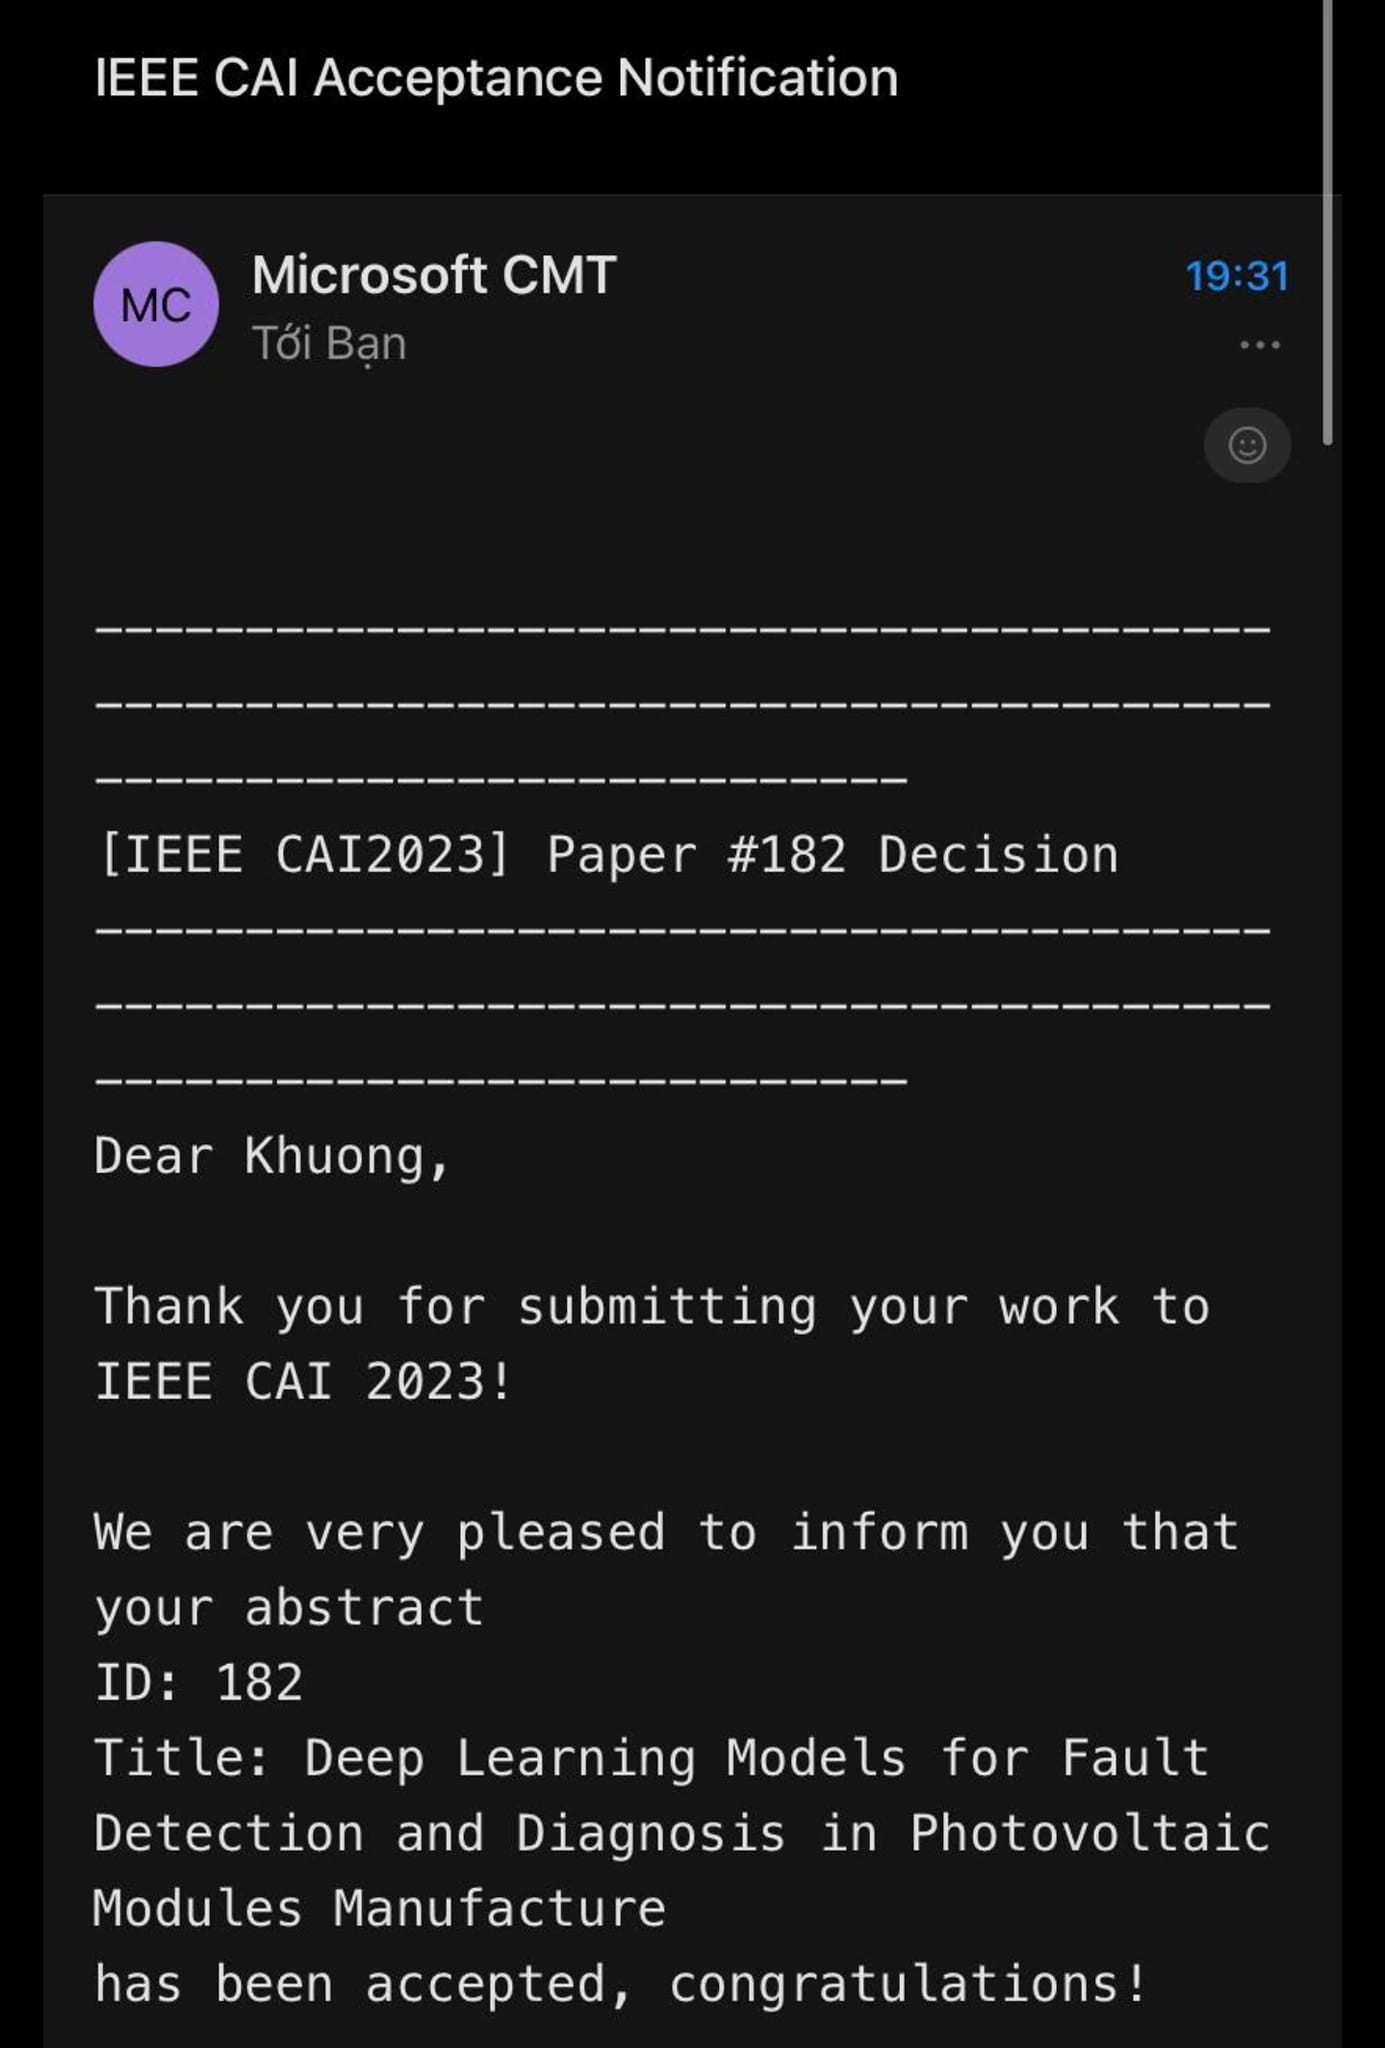 IEEE CAI Acceptance Notification
MC
Microsoft CMT
19:31
Tới Bạn
---------------------------------------
---------------------------------------
---------------------------
[IEEE CAI2023] Paper #182 Decision
---------------------------------------
---------------------------------------
---------------------------
Dear Khuong,
Thank you for submitting your work to
IEEE CAI 2023!
We are very pleased to inform you that
your abstract
ID: 182
Title: Deep Learning Models for Fault
Detection and Diagnosis in Photovoltaic
Modules Manufacture
has been accepted, congratulations!